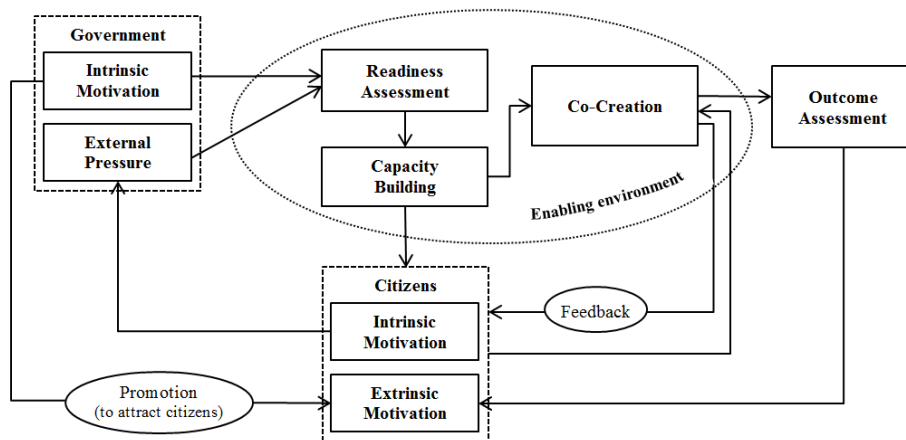 Government
Intrinsic
Motivation
External
Pressure
Readiness
Assessment
Capacity
Building
Co-Creation
Outcome
Assessment
Enabling environment
Citizens
Intrinsic
Motivation
Feedback
Extrinsic
Motivation
Promotion
(to attract citizens)